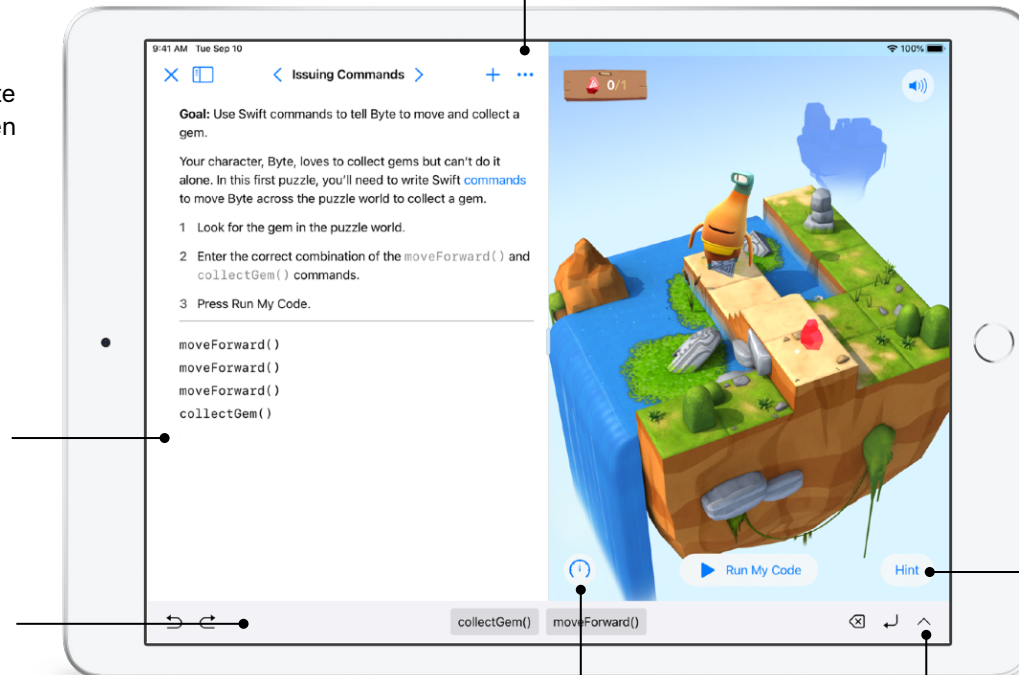 9:41 AM Tue Sep 10
100%
Issuing Commands
0/1
Goal: Use Swift commands to tell Byte to move and collect a
gem.
Your character, Byte, loves to collect gems but can't do it
alone. In this first puzzle, you'll need to write Swift commands
to move Byte across the puzzle world to collect a gem.
1 Look for the gem in the puzzle world.
2 Enter the correct combination of the moveForward() and
collectGem() commands.
3 Press Run My Code.
moveForward()
moveForward()
moveForward()
collectGem()
Run My Code
Hint
collectGem()
moveForward()